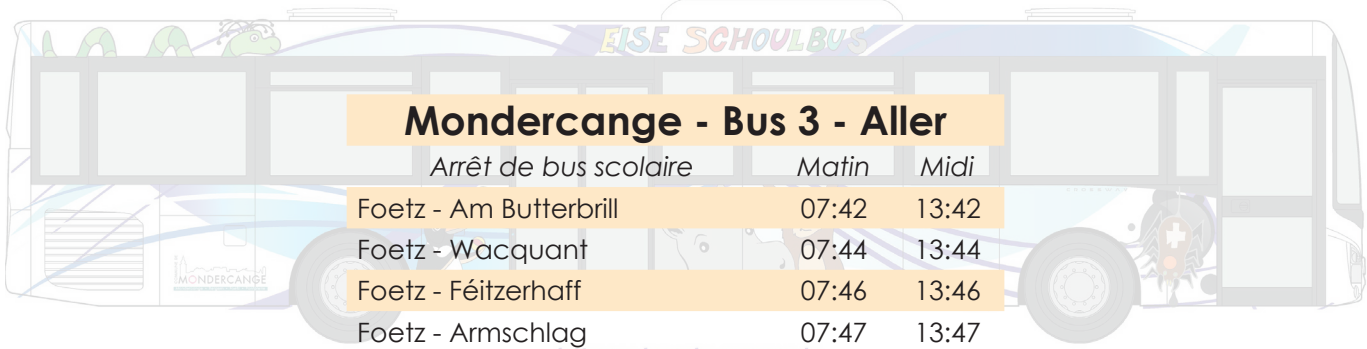 EISE SCHOULBUS
Mondercange - Bus 3 - Aller
Arrêt de bus scolaire Matin Midi
Foetz - Am Butterbrill 07:42 13:42
Foetz - Wacquant 07:44 13:44
Foetz - Féitzerhaff 07:46 13:46
MONDERCANGE
Foetz - Armschlag 07:47 13:47